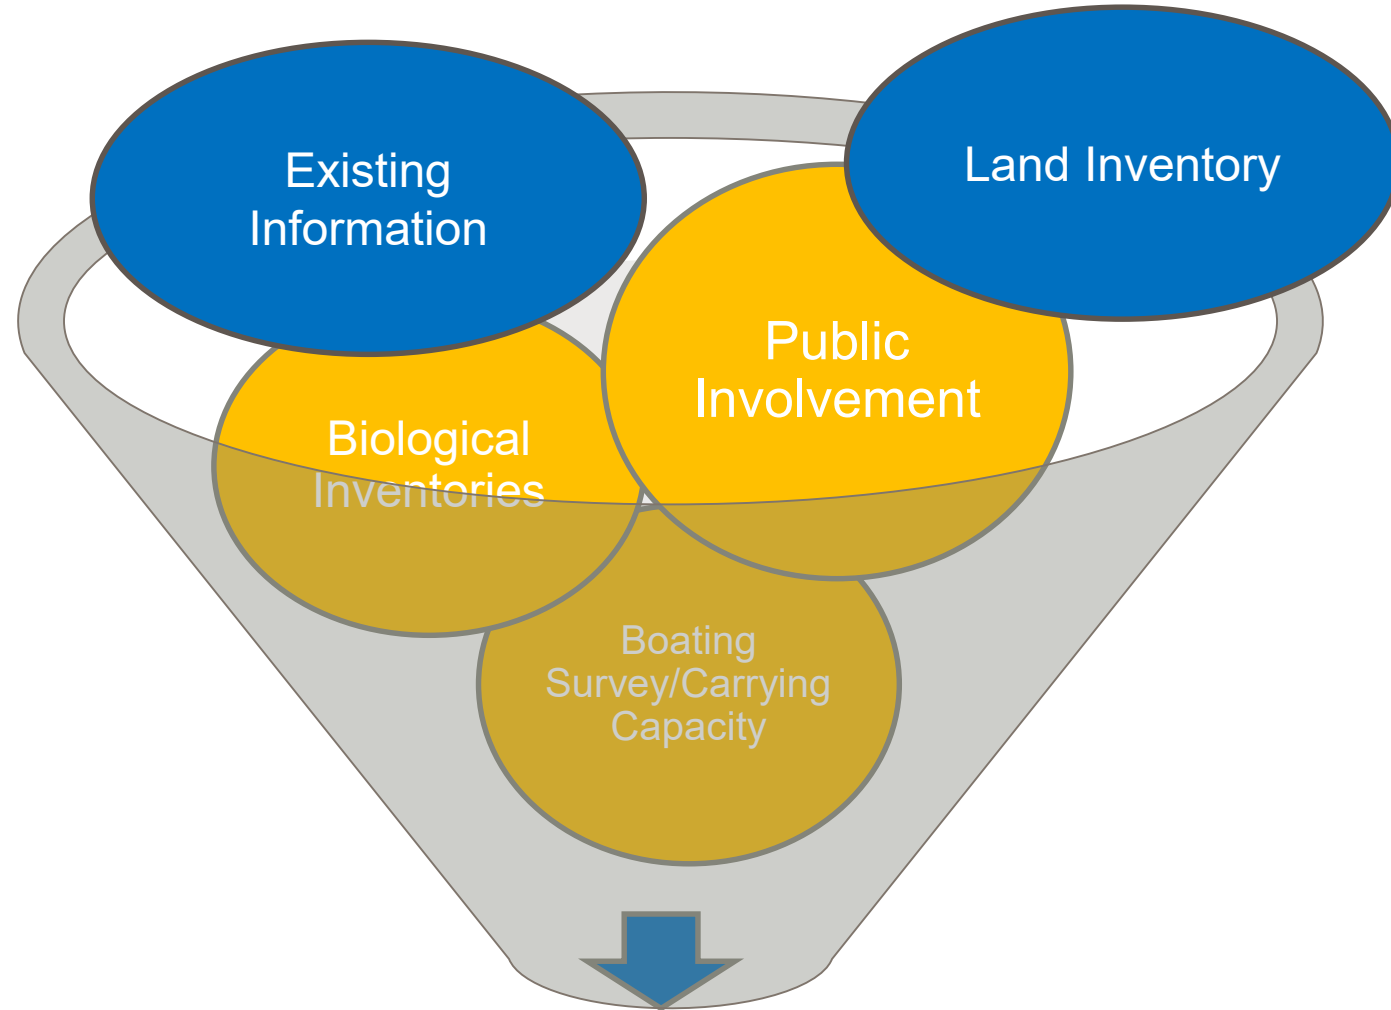 Existing
Information
Land Inventory
Public
Involvement
Biological
Inventories
Boating
Survey/Carrying
Capacity